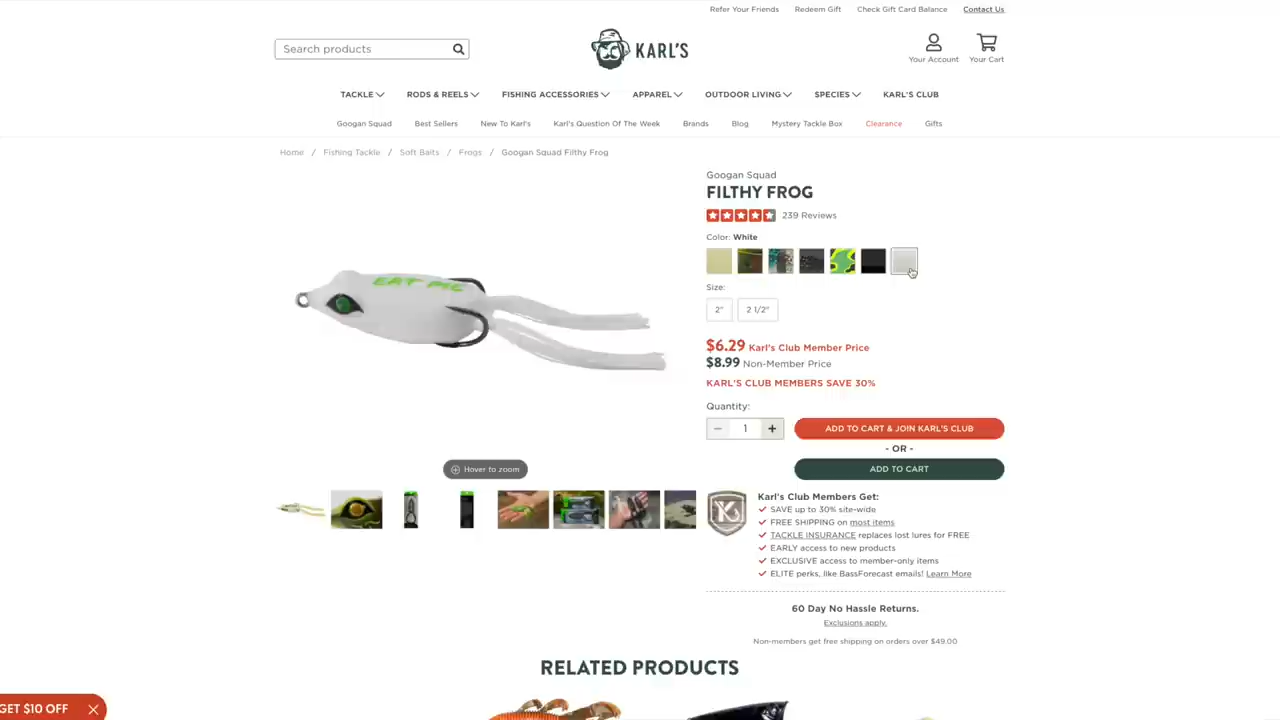 Refer Your Friends Redeem Gift Check Gift Card Balance Contact Us
Search products
KARL'S
Your Account Your Cart
TACKLE RODS & REELS FISHING ACCESSORIES APPAREL OUTDOOR LIVING SPECIES KARL'S CLUB
Googan Squad Best Sellers New To Karl's Karl's Question Of The Week Brands Blog Mystery Tackle Box Clearance Gifts
Home / Fishing Tackle / Soft Baits / Frogs / Googan Squad Filthy Frog
Googan Squad
FILTHY FROG
239 Reviews
Color: White
Size:
2" 2 1/2"
EAT ME
$6.29 Karl's Club Member Price
$8.99 Non-Member Price
KARL'S CLUB MEMBERS SAVE 30%
Quantity:
− 1 + ADD TO CART & JOIN KARL'S CLUB
- OR -
ADD TO CART
Hover to zoom
Karl's Club Members Get:
SAVE up to 30% site-wide
FREE SHIPPING on most items
TACKLE INSURANCE replaces lost lures for FREE
EARLY access to new products
EXCLUSIVE access to member-only items
ELITE perks, like BassForecast emails! Learn More
60 Day No Hassle Returns.
Exclusions apply.
Non-members get free shipping on orders over $49.00
RELATED PRODUCTS
GET $10 OFF